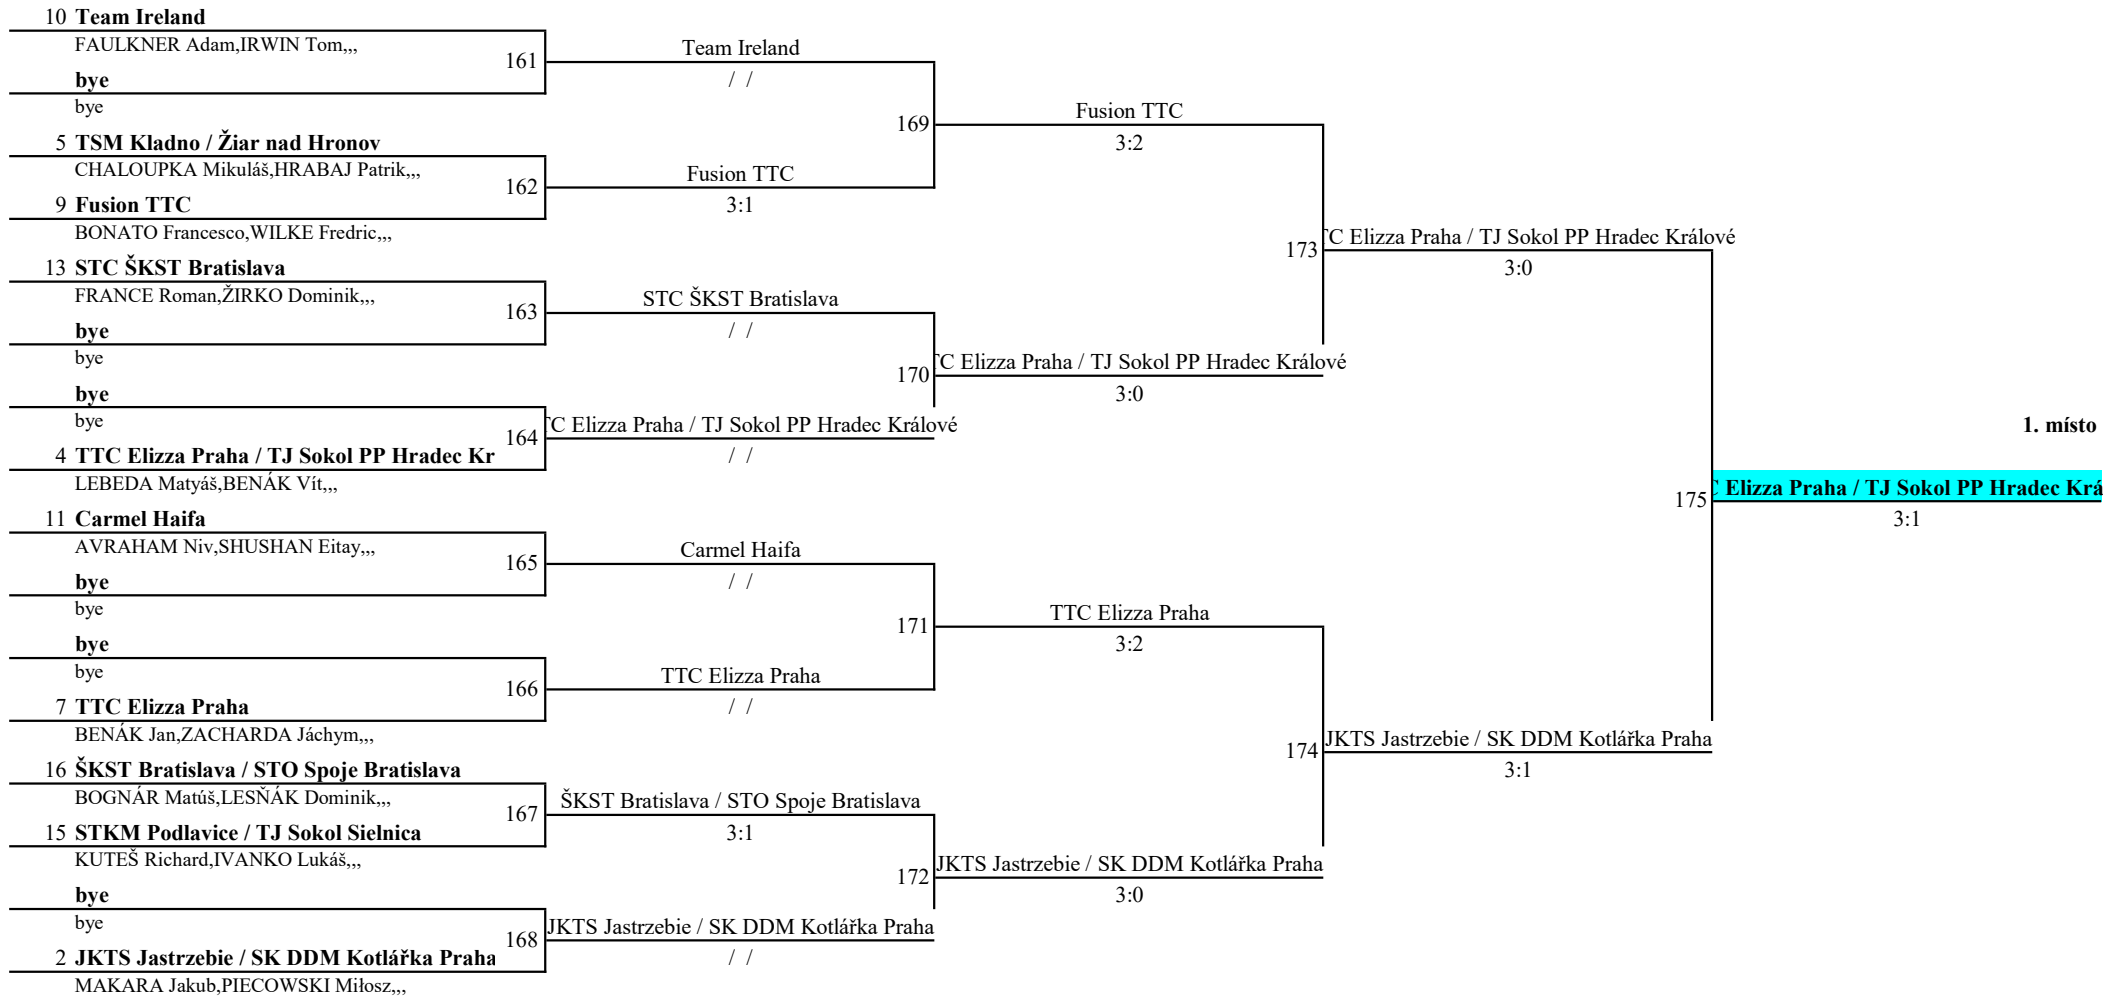 10 Team Ireland
FAULKNER Adam,IRWIN Tom,,,
161
Team Ireland
/ /
bye
bye
169
Fusion TTC
3:2
5 TSM Kladno / Žiar nad Hronov
CHALOUPKA Mikuláš,HRABAJ Patrik,,,
162
Fusion TTC
3:1
9 Fusion TTC
BONATO Francesco,WILKE Fredric,,,
173
TC Elizza Praha / TJ Sokol PP Hradec Králové
3:0
13 STC ŠKST Bratislava
FRANCE Roman,ŽIRKO Dominik,,,
163
STC ŠKST Bratislava
/ /
bye
bye
170
TC Elizza Praha / TJ Sokol PP Hradec Králové
3:0
bye
bye
164
TC Elizza Praha / TJ Sokol PP Hradec Králové
/ /
4 TTC Elizza Praha / TJ Sokol PP Hradec Kr
LEBEDA Matyáš,BENÁK Vít,,,
1. místo
175
C Elizza Praha / TJ Sokol PP Hradec Krá
3:1
11 Carmel Haifa
AVRAHAM Niv,SHUSHAN Eitay,,,
165
Carmel Haifa
/ /
bye
bye
171
TTC Elizza Praha
3:2
bye
bye
166
TTC Elizza Praha
/ /
7 TTC Elizza Praha
BENÁK Jan,ZACHARDA Jáchym,,,
174
JKTS Jastrzebie / SK DDM Kotlářka Praha
3:1
16 ŠKST Bratislava / STO Spoje Bratislava
BOGNÁR Matúš,LESŇÁK Dominik,,,
167
ŠKST Bratislava / STO Spoje Bratislava
3:1
15 STKM Podlavice / TJ Sokol Sielnica
KUTEŠ Richard,IVANKO Lukáš,,,
172
JKTS Jastrzebie / SK DDM Kotlářka Praha
3:0
bye
bye
168
JKTS Jastrzebie / SK DDM Kotlářka Praha
/ /
2 JKTS Jastrzebie / SK DDM Kotlářka Praha
MAKARA Jakub,PIECOWSKI Miłosz,,,